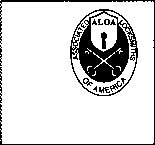 ALOA
ASSOCIATED LOCKSMITHS
OF AMERICA